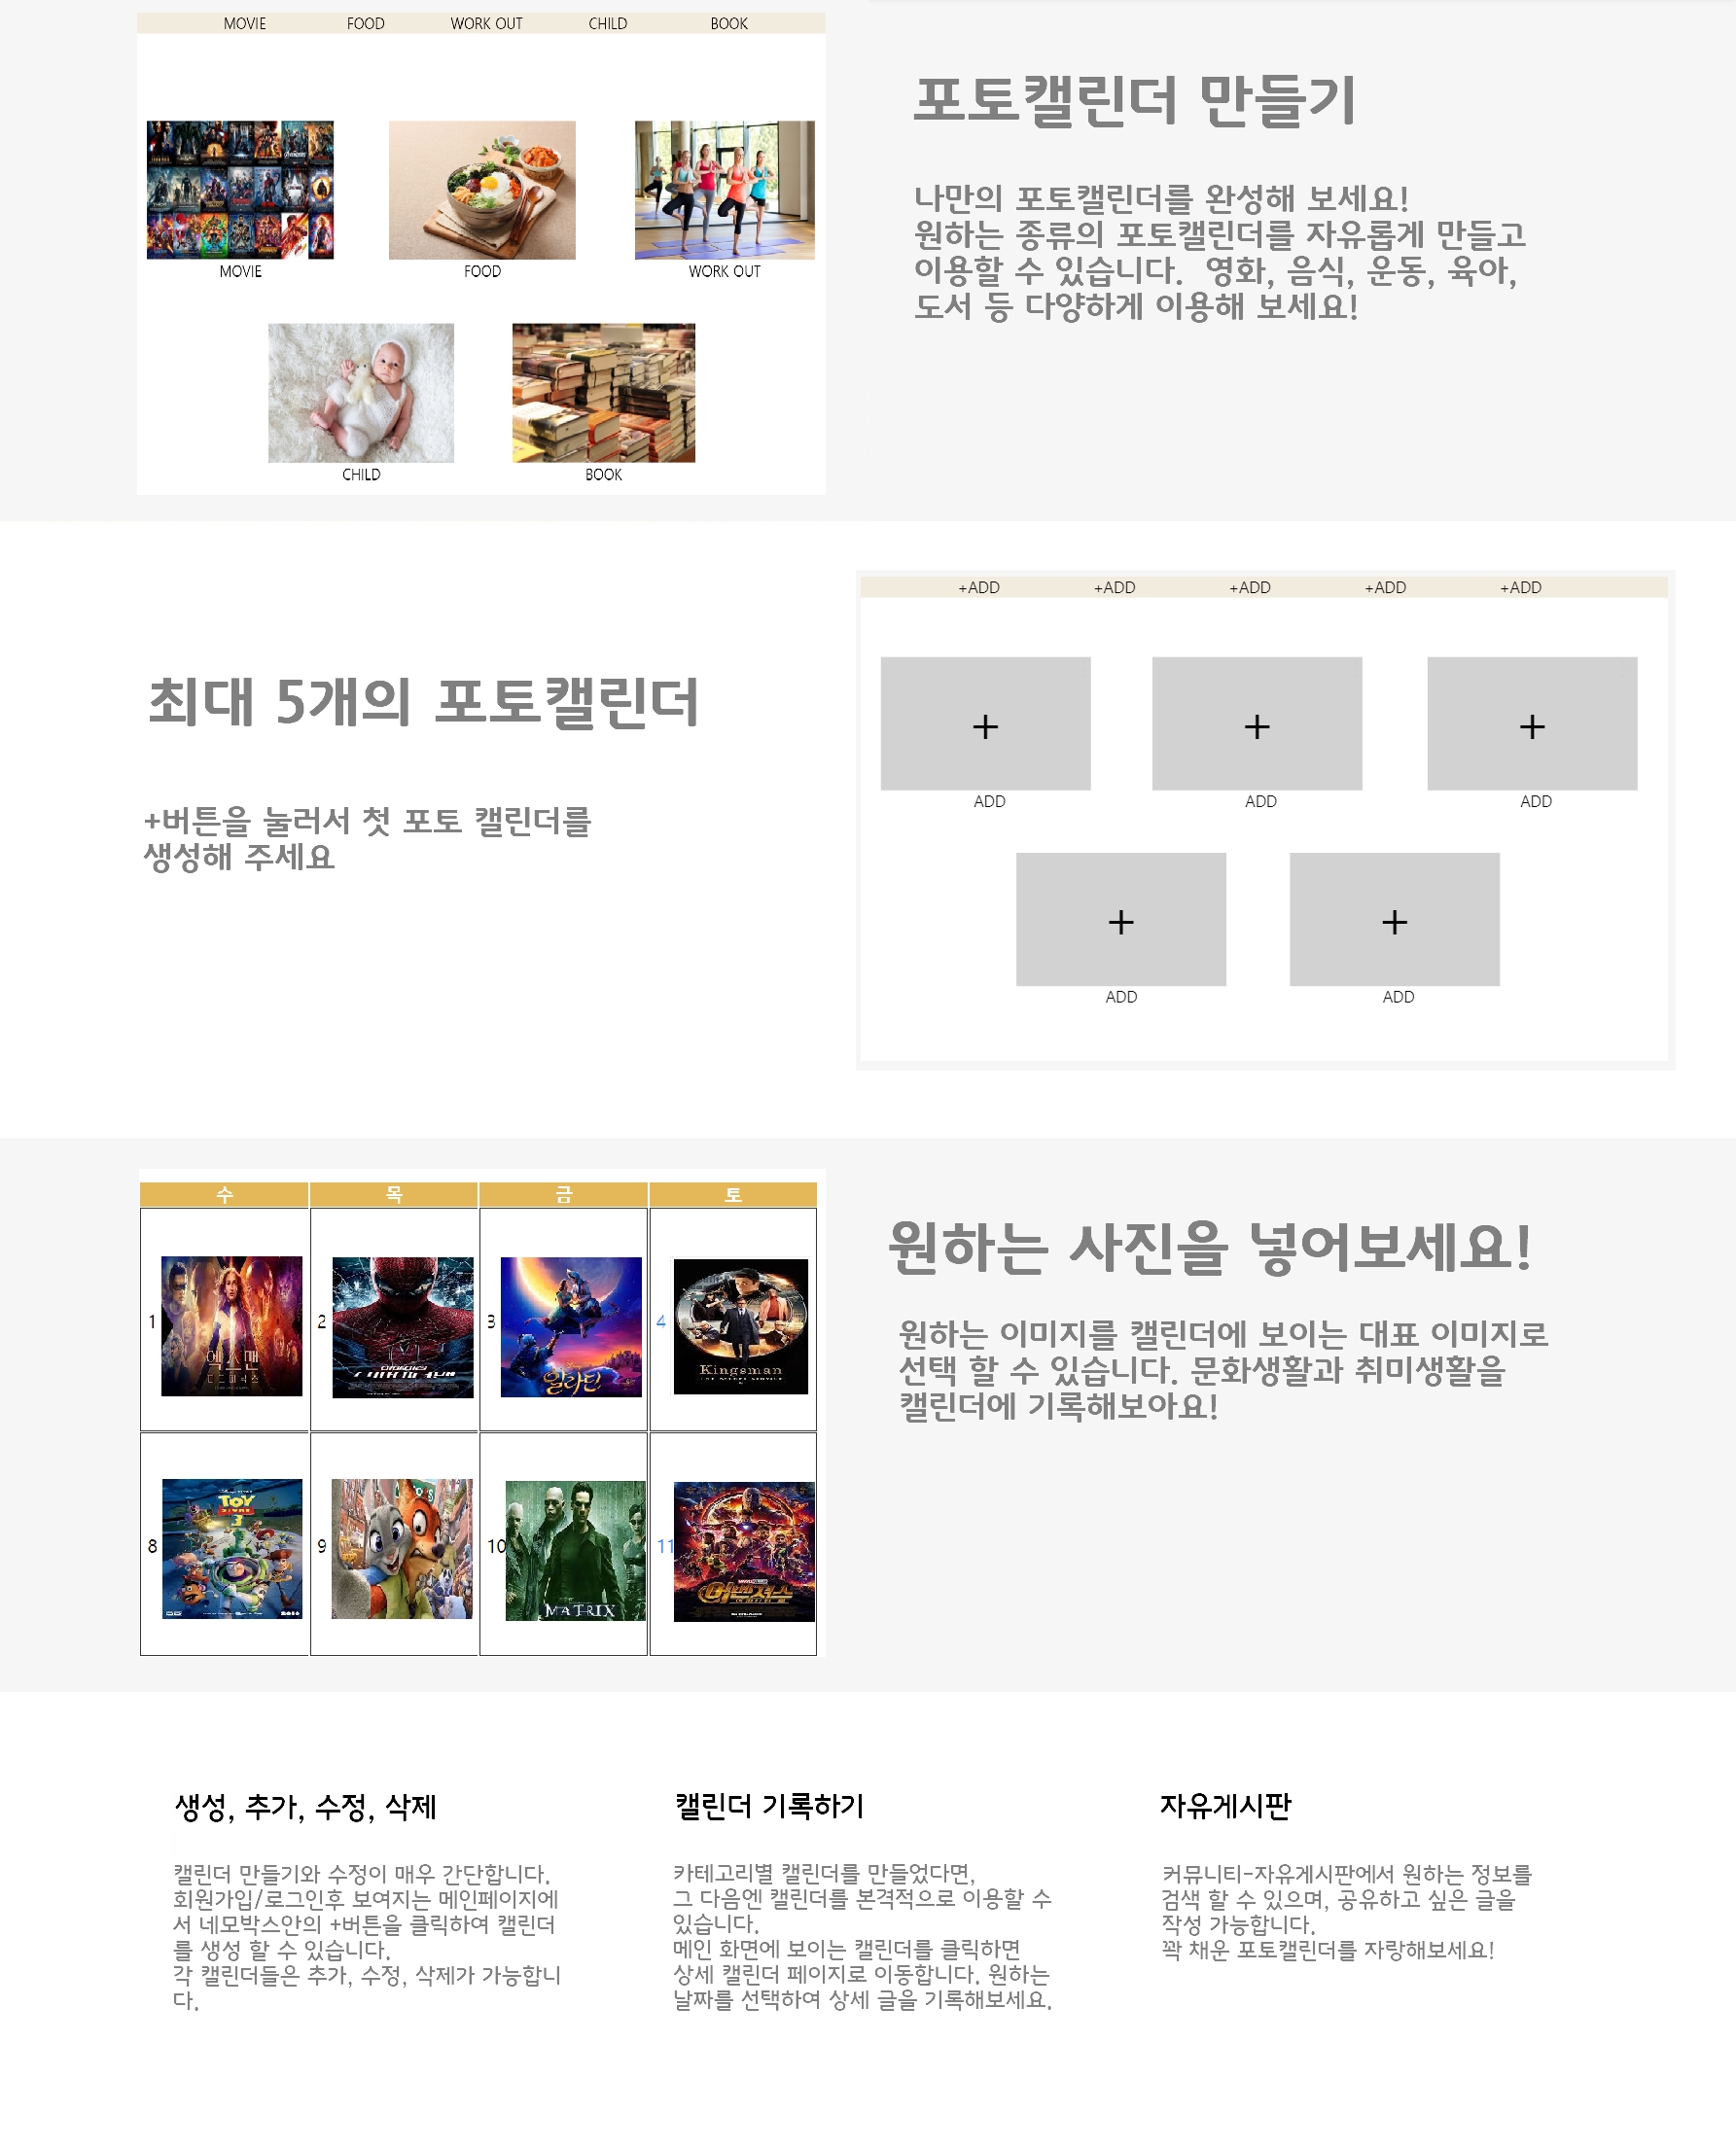 MOVIE FOOD WORK OUT CHILD BOOK
MOVIE FOOD WORK OUT
CHILD BOOK
포토캘린더 만들기
나만의 포토캘린더를 완성해 보세요!
원하는 종류의 포토캘린더를 자유롭게 만들고
이용할 수 있습니다. 영화, 음식, 운동, 육아,
도서 등 다양하게 이용해 보세요!
최대 5개의 포토캘린더
+버튼을 눌러서 첫 포토 캘린더를
생성해 주세요
+ADD +ADD +ADD +ADD +ADD
+ + +
ADD ADD ADD
+ +
ADD ADD
수 목 금 토
1 2 3 4
엑스맨
알라딘
Kingsman
8 9 10 11
TOY
3
MATRIX
어벤져스
원하는 사진을 넣어보세요!
원하는 이미지를 캘린더에 보이는 대표 이미지로
선택 할 수 있습니다. 문화생활과 취미생활을
캘린더에 기록해보아요!
생성, 추가, 수정, 삭제
캘린더 만들기와 수정이 매우 간단합니다.
회원가입/로그인후 보여지는 메인페이지에
서 네모박스안의 +버튼을 클릭하여 캘린더
를 생성 할 수 있습니다.
각 캘린더들은 추가, 수정, 삭제가 가능합니
다.
캘린더 기록하기
카테고리별 캘린더를 만들었다면,
그 다음엔 캘린더를 본격적으로 이용할 수
있습니다.
메인 화면에 보이는 캘린더를 클릭하면
상세 캘린더 페이지로 이동합니다. 원하는
날짜를 선택하여 상세 글을 기록해보세요.
자유게시판
커뮤니티-자유게시판에서 원하는 정보를
검색 할 수 있으며, 공유하고 싶은 글을
작성 가능합니다.
꽉 채운 포토캘린더를 자랑해보세요!